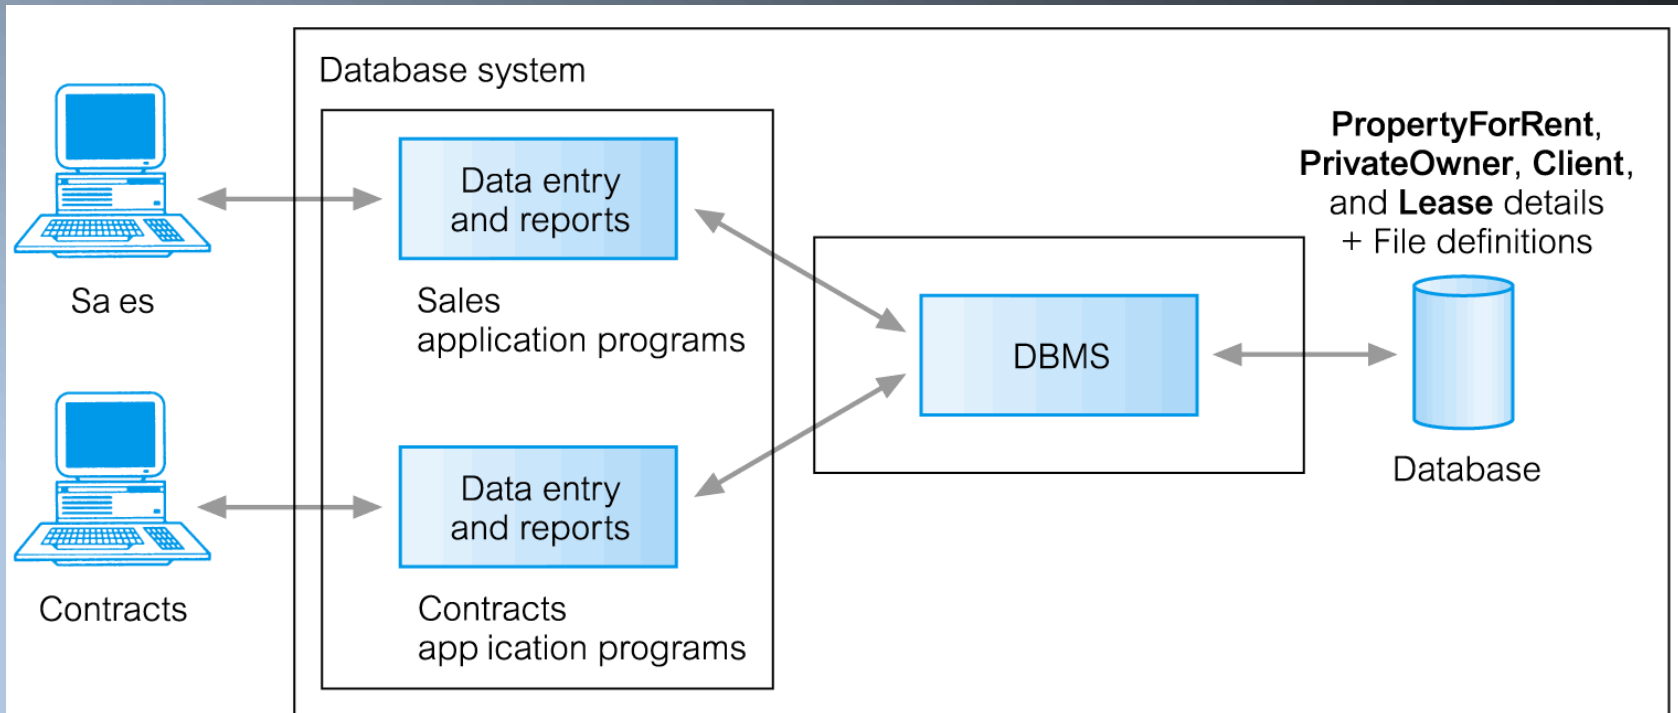 Database system
PropertyForRent,
PrivateOwner, Client,
and Lease details
+ File definitions
Data entry
and reports
Sa es
Sales
application programs
DBMS
Database
Data entry
and reports
Contracts
Contracts
app ication programs